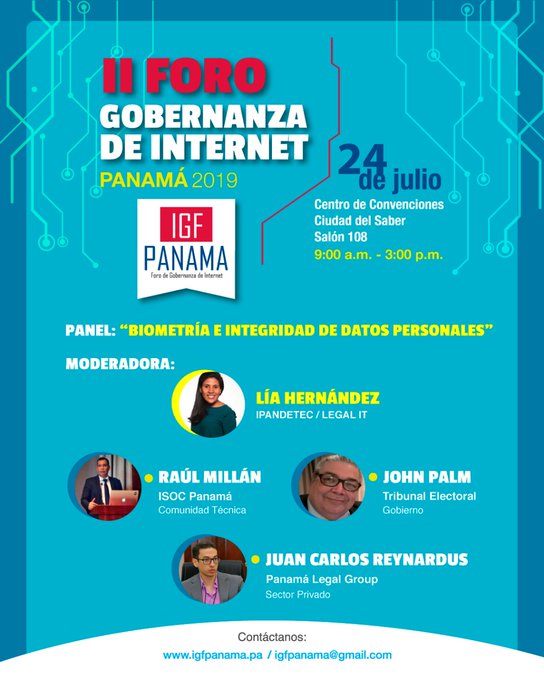 II FORO
GOBERNANZA
DE INTERNET
PANAMÁ 2019
IGF
PANAMA
Foro de Gobernanza de Internet
24
de julio
Centro de Convenciones
Ciudad del Saber
Salón 108
9:00 a.m. - 3:00 p.m.
PANEL: “BIOMETRÍA E INTEGRIDAD DE DATOS PERSONALES”
MODERADORA:
LÍA HERNÁNDEZ
IPANDETEC / LEGAL IT
RAÚL MILLÁN
ISOC Panamá
Comunidad Técnica
JOHN PALM
Tribunal Electoral
Gobierno
JUAN CARLOS REYNARDUS
Panamá Legal Group
Sector Privado
Contáctanos:
www.igfpanama.pa / igfpanama@gmail.com